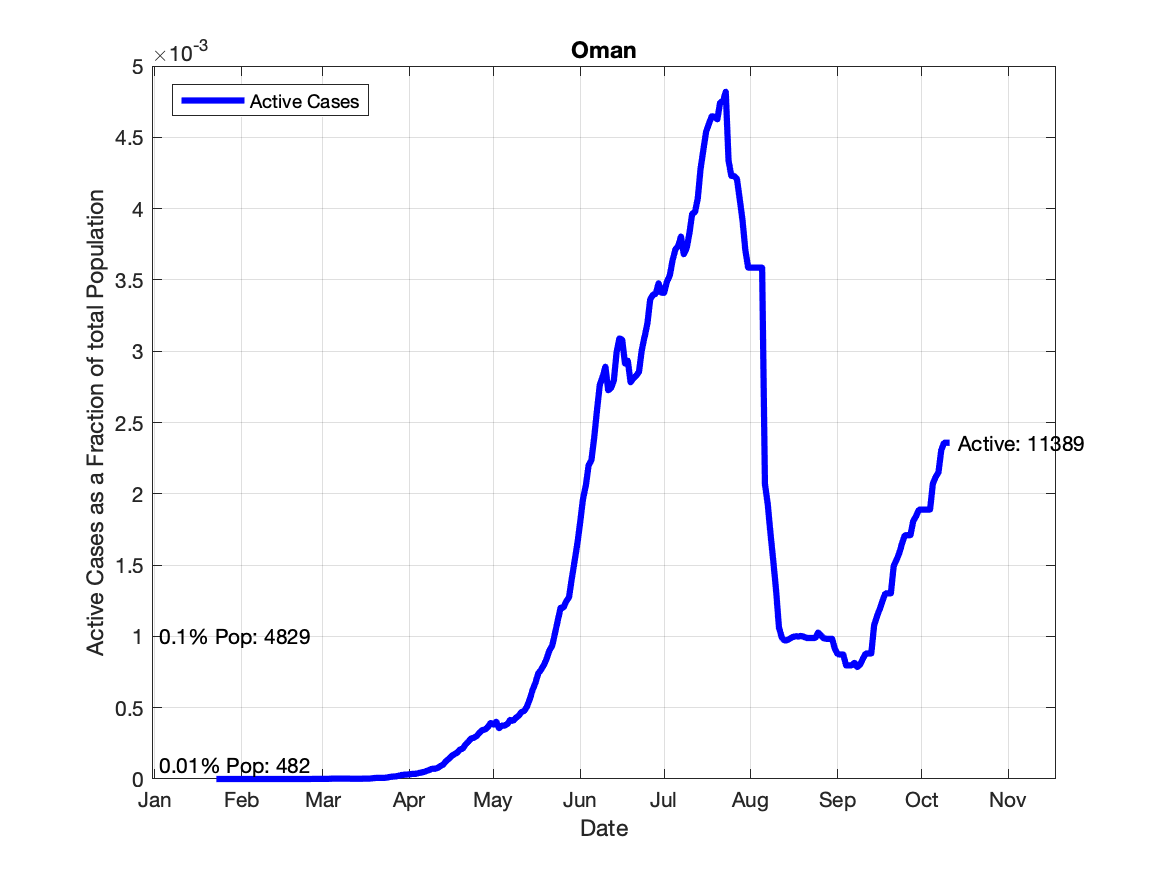 Oman
×10-3
Active Cases
5
4.5
4
3.5
3
2.5
2
1.5
1
0.5
0
Active Cases as a Fraction of total Population
0.1% Pop: 4829
0.01% Pop: 482
Active: 11389
Jan Feb Mar Apr May Jun Jul Aug Sep Oct Nov
Date